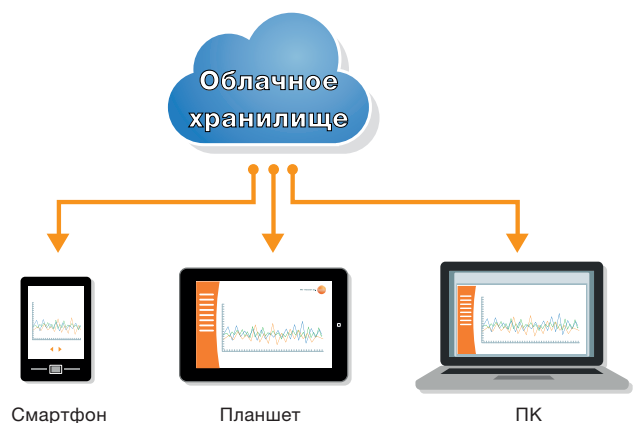 Облачное
хранилище
Смартфон
Планшет
ПК